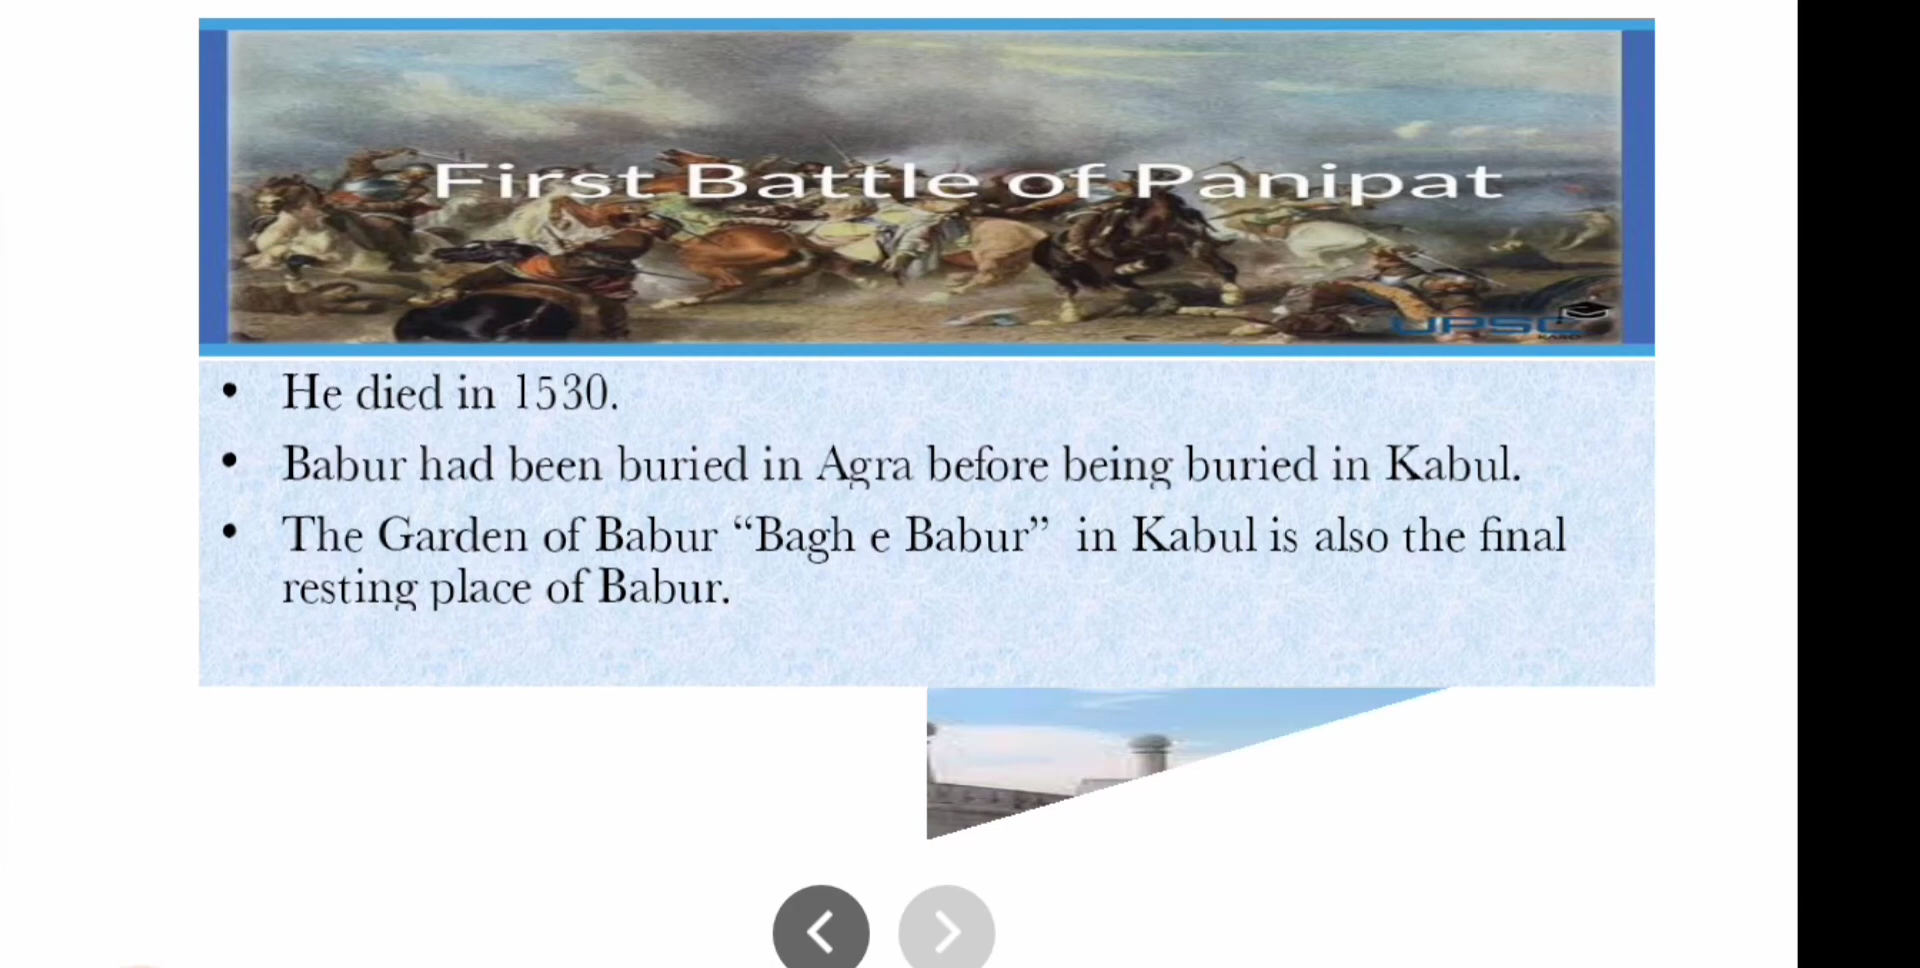 First Battle of Panipat
UPSC
• He died in 1530.
• Babur had been buried in Agra before being buried in Kabul.
• The Garden of Babur “Bagh e Babur” in Kabul is also the final
resting place of Babur.